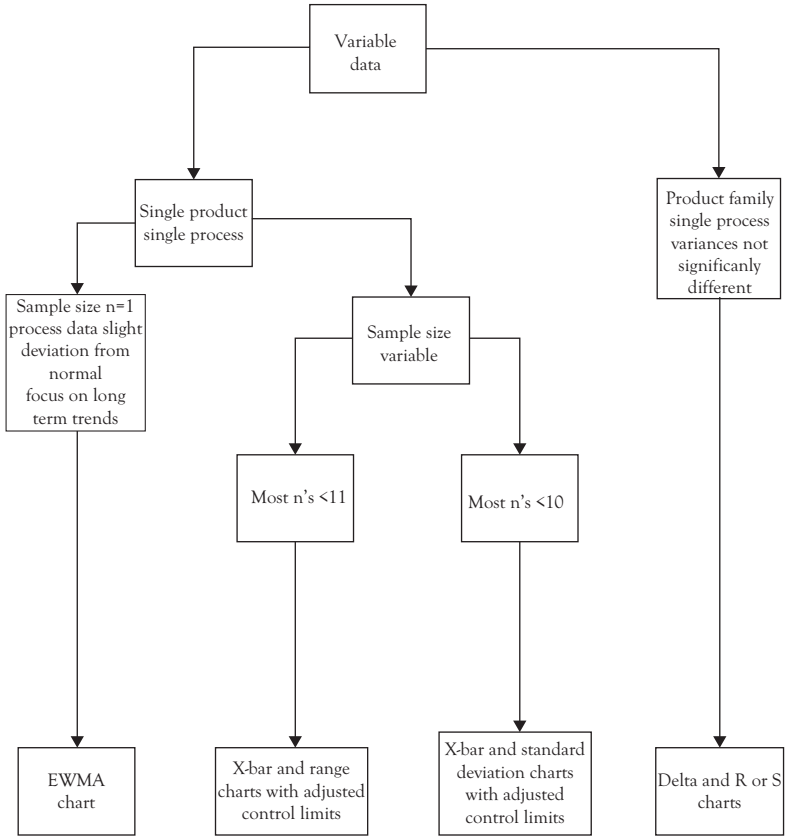 Variable
data
Single product
single process
Product family
single process
variances not
significanly
different
Sample size n=1
process data slight
deviation from
normal
focus on long
term trends
Sample size
variable
Most n's <11
Most n's <10
EWMA
chart
X-bar and range
charts with adjusted
control limits
X-bar and standard
deviation charts
with adjusted
control limits
Delta and R or S
charts